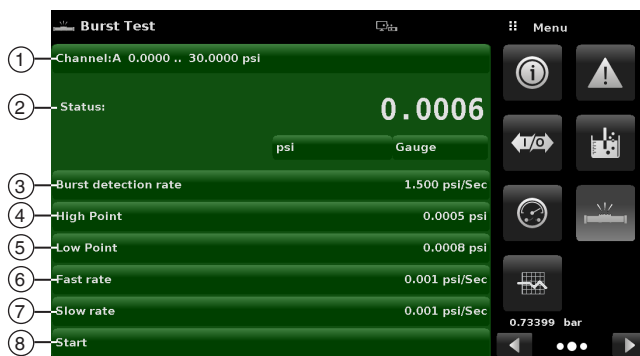 Burst Test
Menu
1 Channel:A 0.0000 .. 30.0000 psi
2 Status: 0.0006
psi Gauge
I/O
3 Burst detection rate 1.500 psi/Sec
4 High Point 0.0005 psi
5 Low Point 0.0008 psi
6 Fast rate 0.001 psi/Sec
7 Slow rate 0.001 psi/Sec
0.73399 bar
8 Start